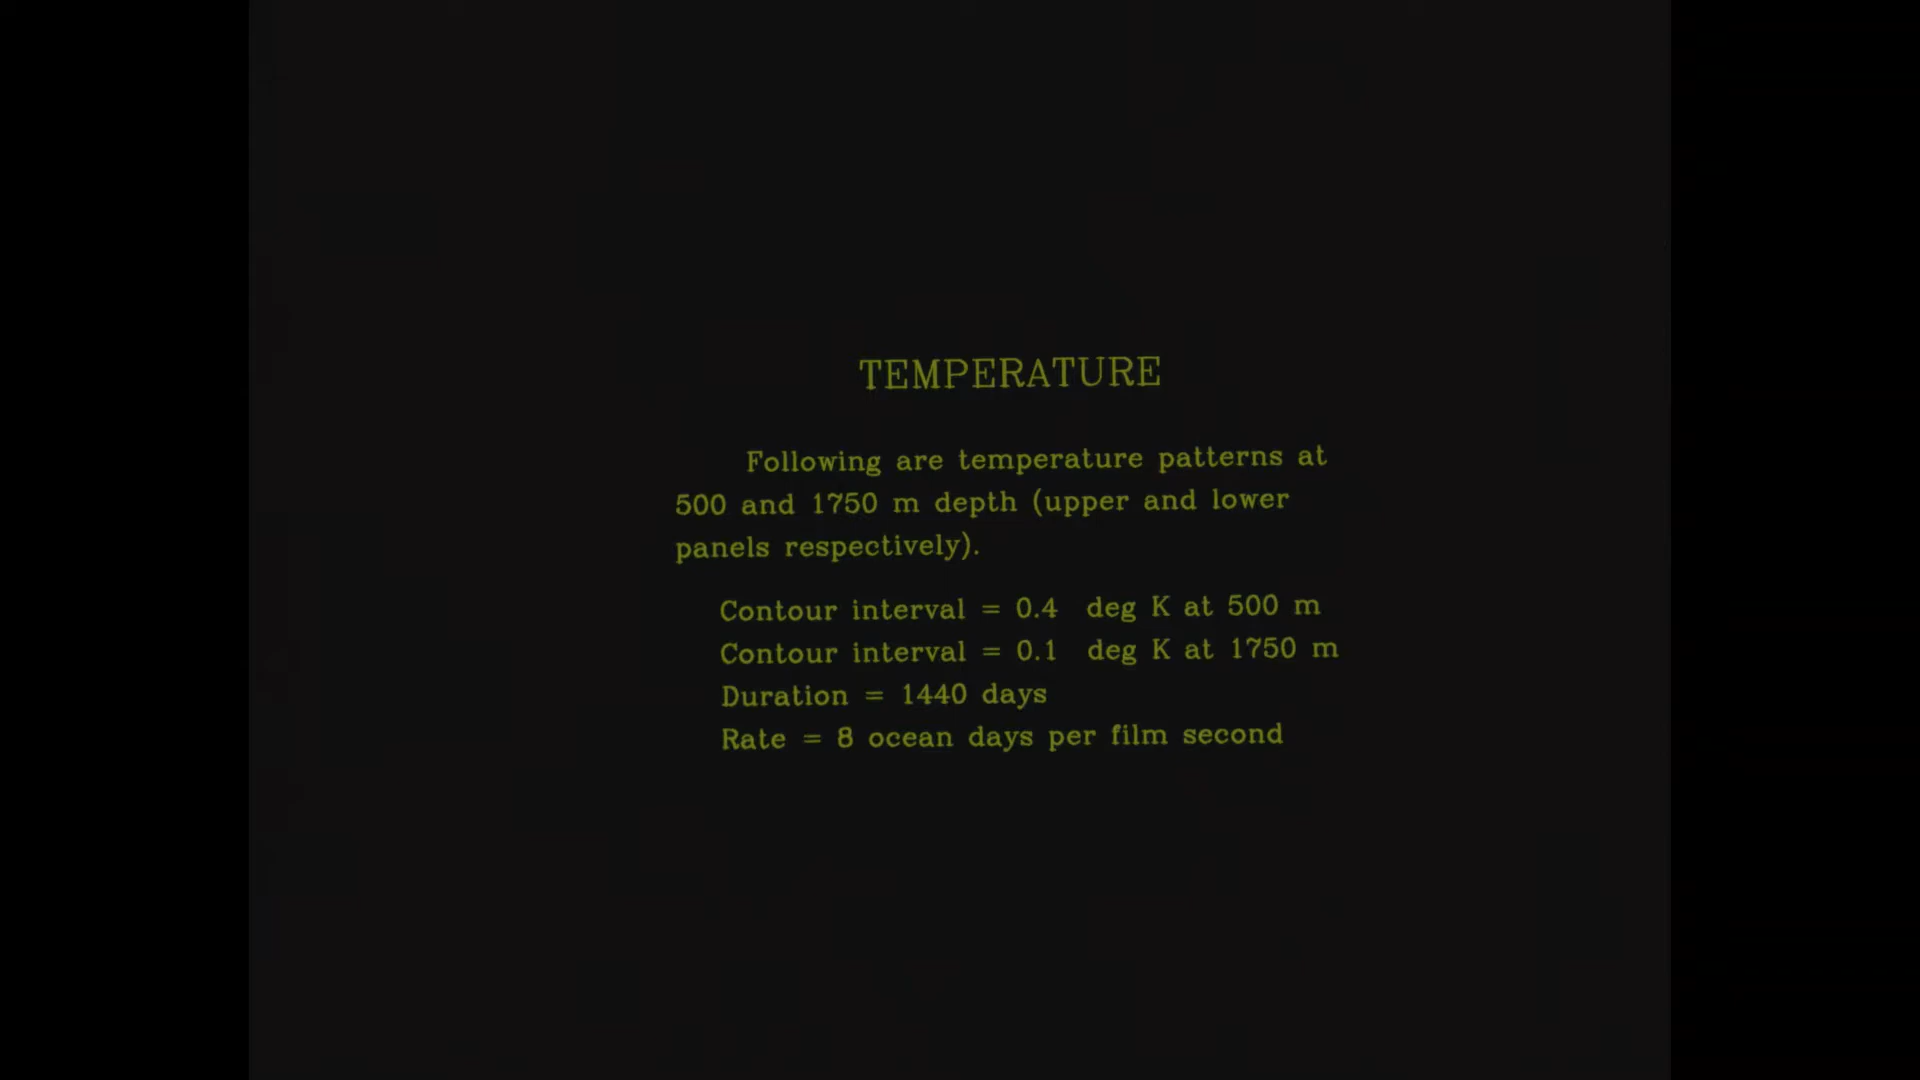 TEMPERATURE
Following are temperature patterns at
500 and 1750 m depth (upper and lower
panels respectively).
Contour interval = 0.4 deg K at 500 m
Contour interval = 0.1 deg K at 1750 m
Duration = 1440 days
Rate = 8 ocean days per film second